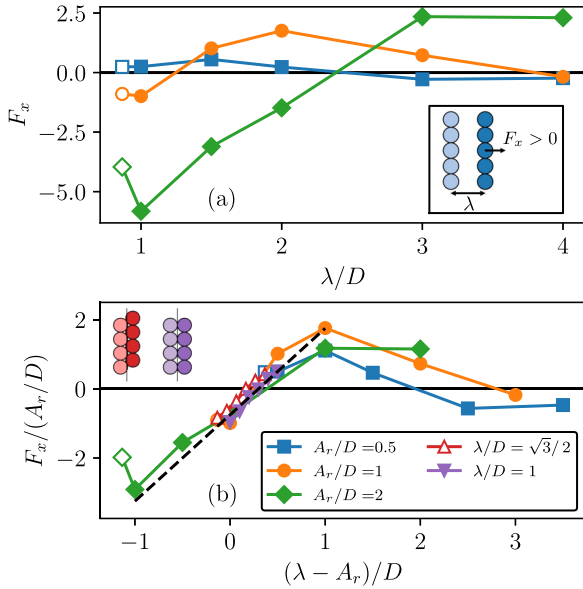 2.5
0.0
−2.5
−5.0
F_x
(a)
F_x > 0
λ
1
2
3
4
λ/D
2
0
−2
F_x/(A_r/D)
(b)
A_r/D =0.5
A_r/D =1
A_r/D =2
λ/D = √3/2
λ/D = 1
−1
0
1
2
3
(λ − A_r)/D